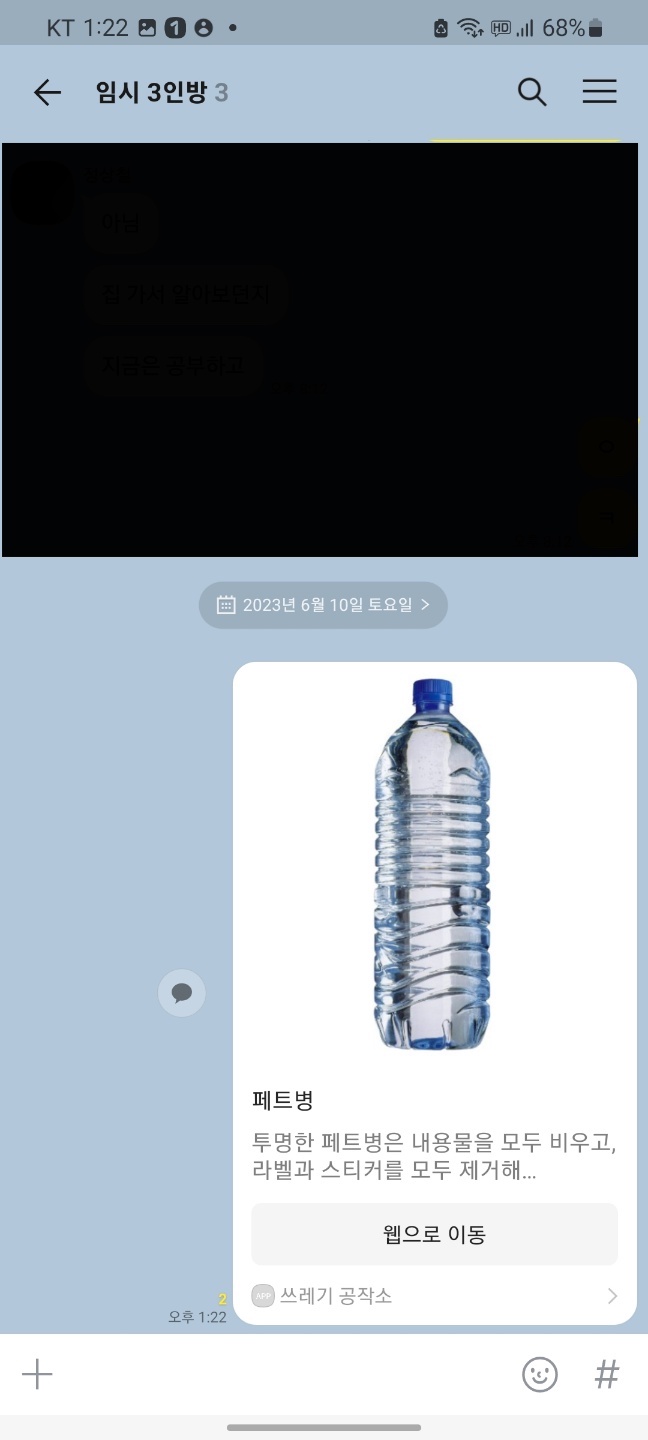 KT 1:22
HD 68%
임시 3인방 3
아님
집 가서 알아보던지
지금은 공부하고
ㅇ
ㅋ
2023년 6월 10일 토요일
페트병
투명한 페트병은 내용물을 모두 비우고,
라벨과 스티커를 모두 제거해...
웹으로 이동
APP 쓰레기 공작소
2
오후 1:22
#